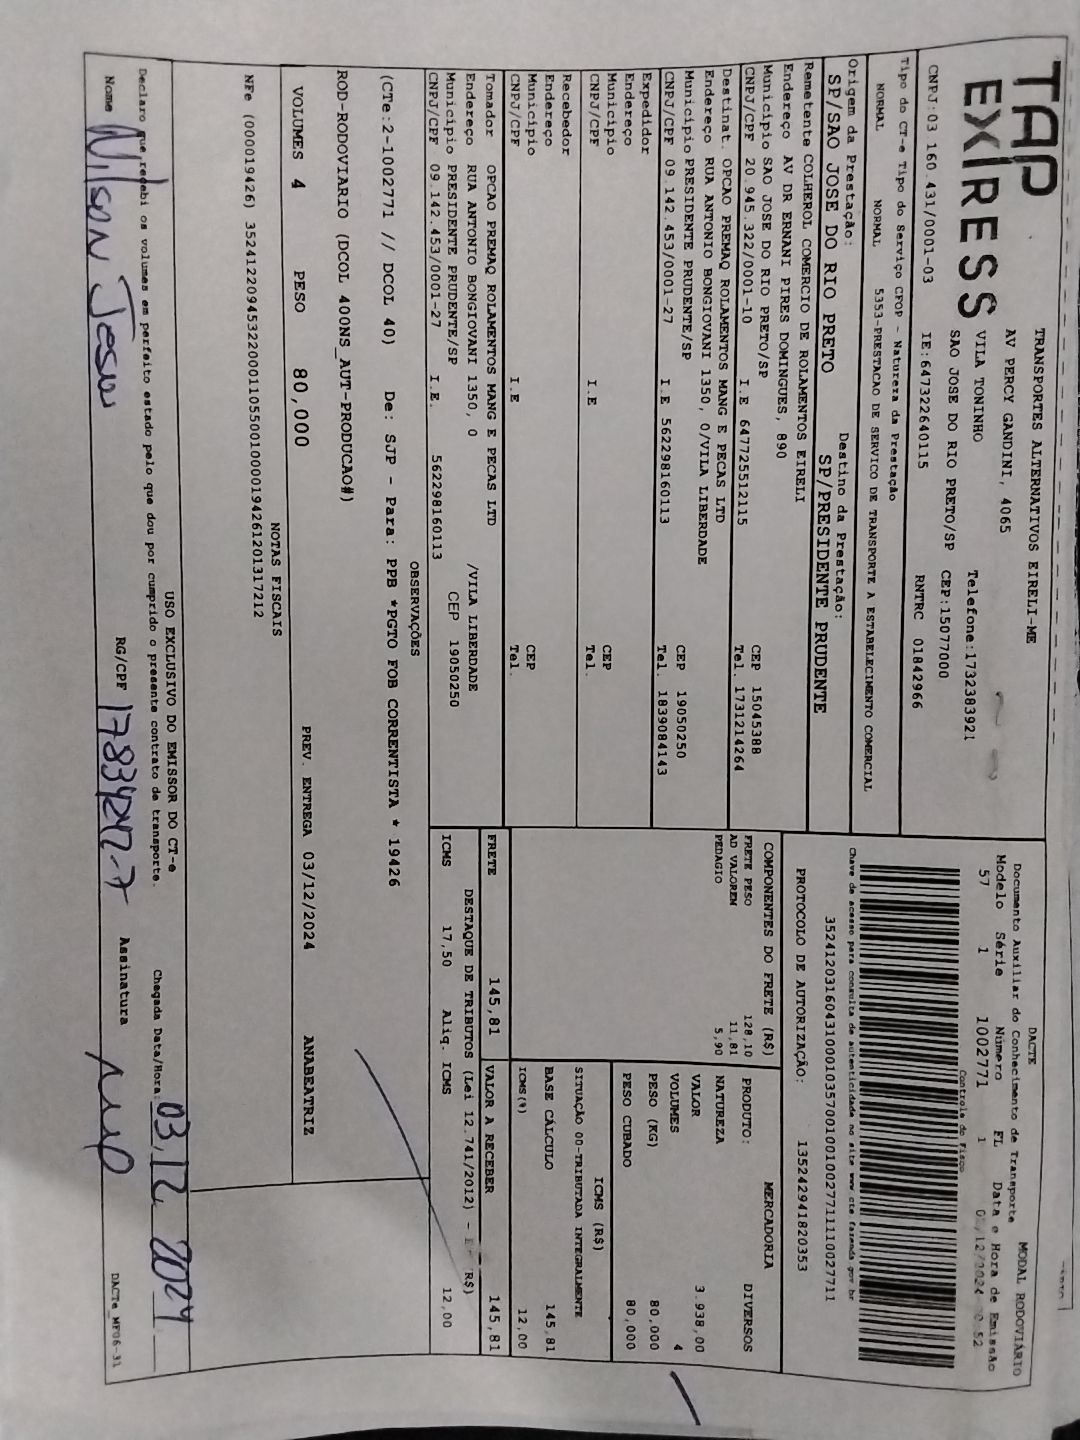 TAP
EXPRESS
TRANSPORTES ALTERNATIVOS EIRELI-ME
AV PERCY GANDINI, 4065
VILA TONINHO Telefone:1732383921
SAO JOSE DO RIO PRETO/SP CEP:15077000
CNPJ:03 160.431/0001-03 IE:647322640115 RNTRC 01842966
Tipo do CT-e Tipo do Serviço CFOP - Natureza da Prestação
NORMAL NORMAL 5353-PRESTACAO DE SERVICO DE TRANSPORTE A ESTABELECIMENTO COMERCIAL
Origem da Prestação: Destino da Prestação:
SP/SAO JOSE DO RIO PRETO SP/PRESIDENTE PRUDENTE
Remetente COLHEROL COMERCIO DE ROLAMENTOS EIRELI
Endereço AV DR ERNANI PIRES DOMINGUES, 890
Município SAO JOSE DO RIO PRETO/SP CEP 15045388
CNPJ/CPF 20.945.322/0001-10 I.E 647725512115 Tel. 1731214264
Destinat. OPCAO PREMAQ ROLAMENTOS MANG E PECAS LTD
Endereço RUA ANTONIO BONGIOVANI 1350, 0/VILA LIBERDADE
Município PRESIDENTE PRUDENTE/SP CEP 19050250
CNPJ/CPF 09.142.453/0001-27 I.E 562298160113 Tel. 1839084143
Expedidor
Endereço
Município CEP
CNPJ/CPF I.E Tel.
Recebedor
Endereço
Município CEP
CNPJ/CPF I.E Tel.
Tomador OPCAO PREMAQ ROLAMENTOS MANG E PECAS LTD
Endereço RUA ANTONIO BONGIOVANI 1350, 0 /VILA LIBERDADE
Município PRESIDENTE PRUDENTE/SP CEP 19050250
CNPJ/CPF 09.142.453/0001-27 I.E. 562298160113
DACTE MODAL RODOVIÁRIO
Documento Auxiliar do Conhecimento de Transporte
Modelo Série Número FL Data e Hora de Emissão
57 1 1002771 1
Controle do Fisco
Chave de acesso para consulta de autenticidade no site www cte fazenda gov br
35241203160431000103570010010027711110027711
PROTOCOLO DE AUTORIZAÇÃO: 135242941820353
COMPONENTES DO FRETE (R$)
FRETE PESO 128,10
AD VALOREM 11,81
PEDAGIO 5,90
MERCADORIA
PRODUTO: DIVERSOS
NATUREZA
VALOR 3.938,00
VOLUMES 4
PESO (KG) 80,000
PESO CUBADO 80,000
ICMS (R$)
SITUAÇÃO 00-TRIBUTADA INTEGRALMENTE
BASE CÁLCULO 145,81
ICMS(%) 12,00
FRETE 145,81 VALOR A RECEBER 145,81
DESTAQUE DE TRIBUTOS (Lei 12.741/2012) - R$)
ICMS 17,50 Aliq. ICMS 12,00
OBSERVAÇÕES
(CTe:2-1002771 // DCOL 40) De: SJP - Para: PPB *PGTO FOB CORRENTISTA * 19426
ROD-RODOVIARIO (DCOL 400NS_AUT-PRODUCAO#)
VOLUMES 4 PESO 80,000 PREV. ENTREGA 03/12/2024 ANABEATRIZ
NOTAS FISCAIS
NFe (000019426) 35241220945322000110550010000194261201317212
USO EXCLUSIVO DO EMISSOR DO CT-e
Declaro que recebi os volumes em perfeito estado pelo que dou por cumprido o presente contrato de transporte. Chegada Data/Hora: 03,12,2024
Nome Wilson Jesus RG/CPF 17834247-7 Assinatura
DACTe_MF06-31